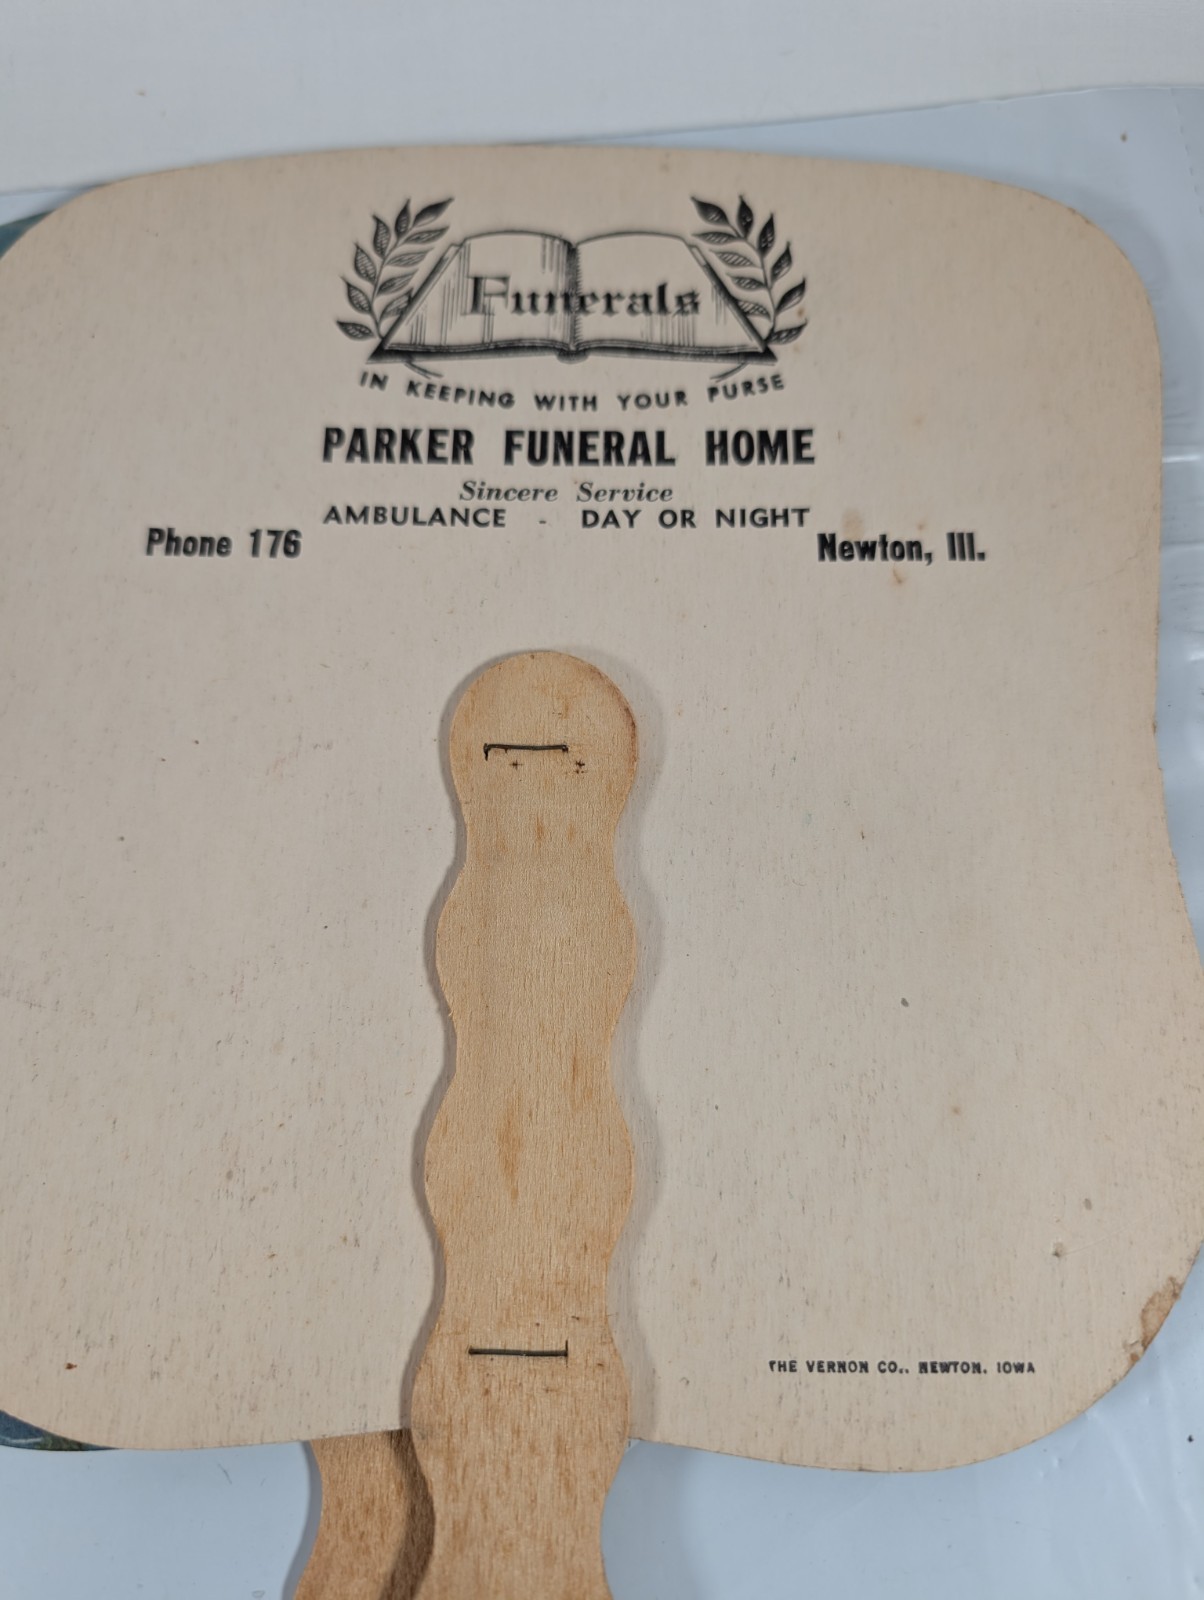 Funerals
IN KEEPING WITH YOUR PURSE
PARKER FUNERAL HOME
Sincere Service
AMBULANCE - DAY OR NIGHT
Phone 176
Newton, Ill.
THE VERNON CO., NEWTON, IOWA